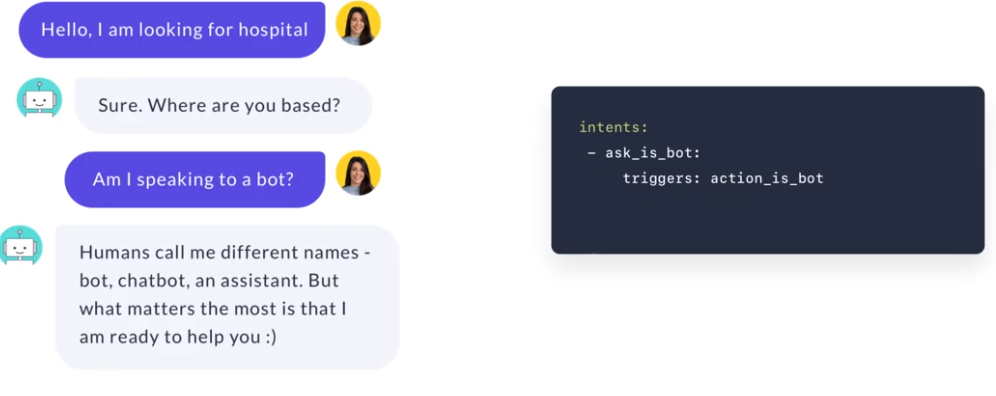 Hello, I am looking for hospital
Sure. Where are you based?
Am I speaking to a bot?
Humans call me different names -
bot, chatbot, an assistant. But
what matters the most is that I
am ready to help you :)
intents:
- ask_is_bot:
triggers: action_is_bot